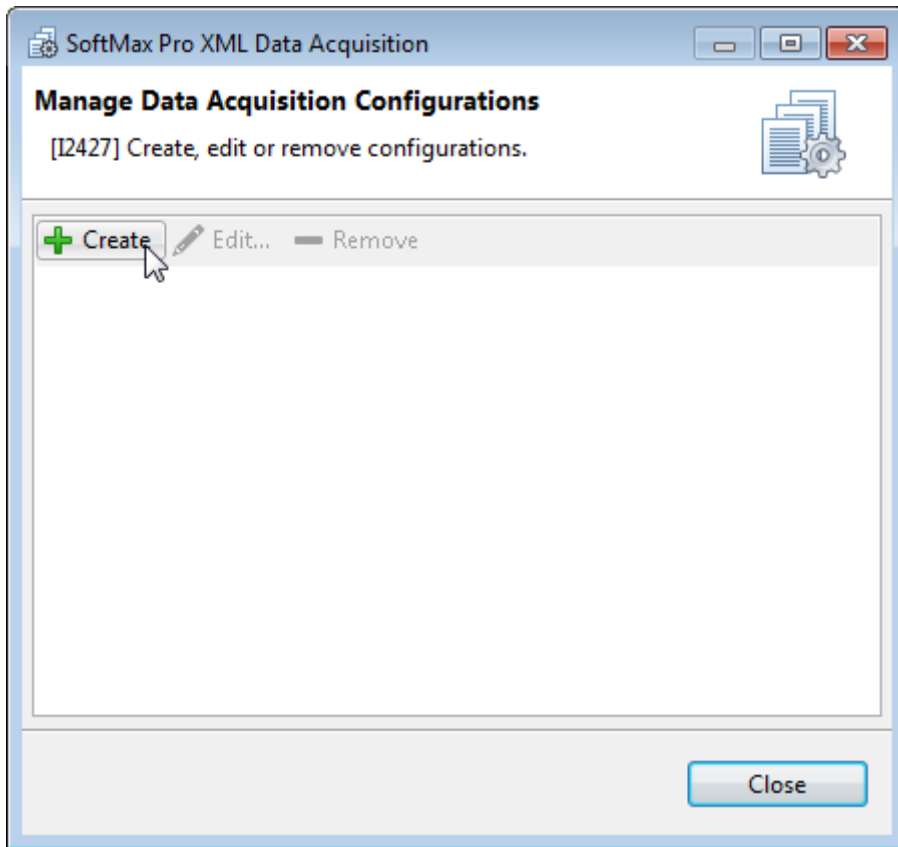 SoftMax Pro XML Data Acquisition
Manage Data Acquisition Configurations
[I2427] Create, edit or remove configurations.
Create Edit... Remove
Close